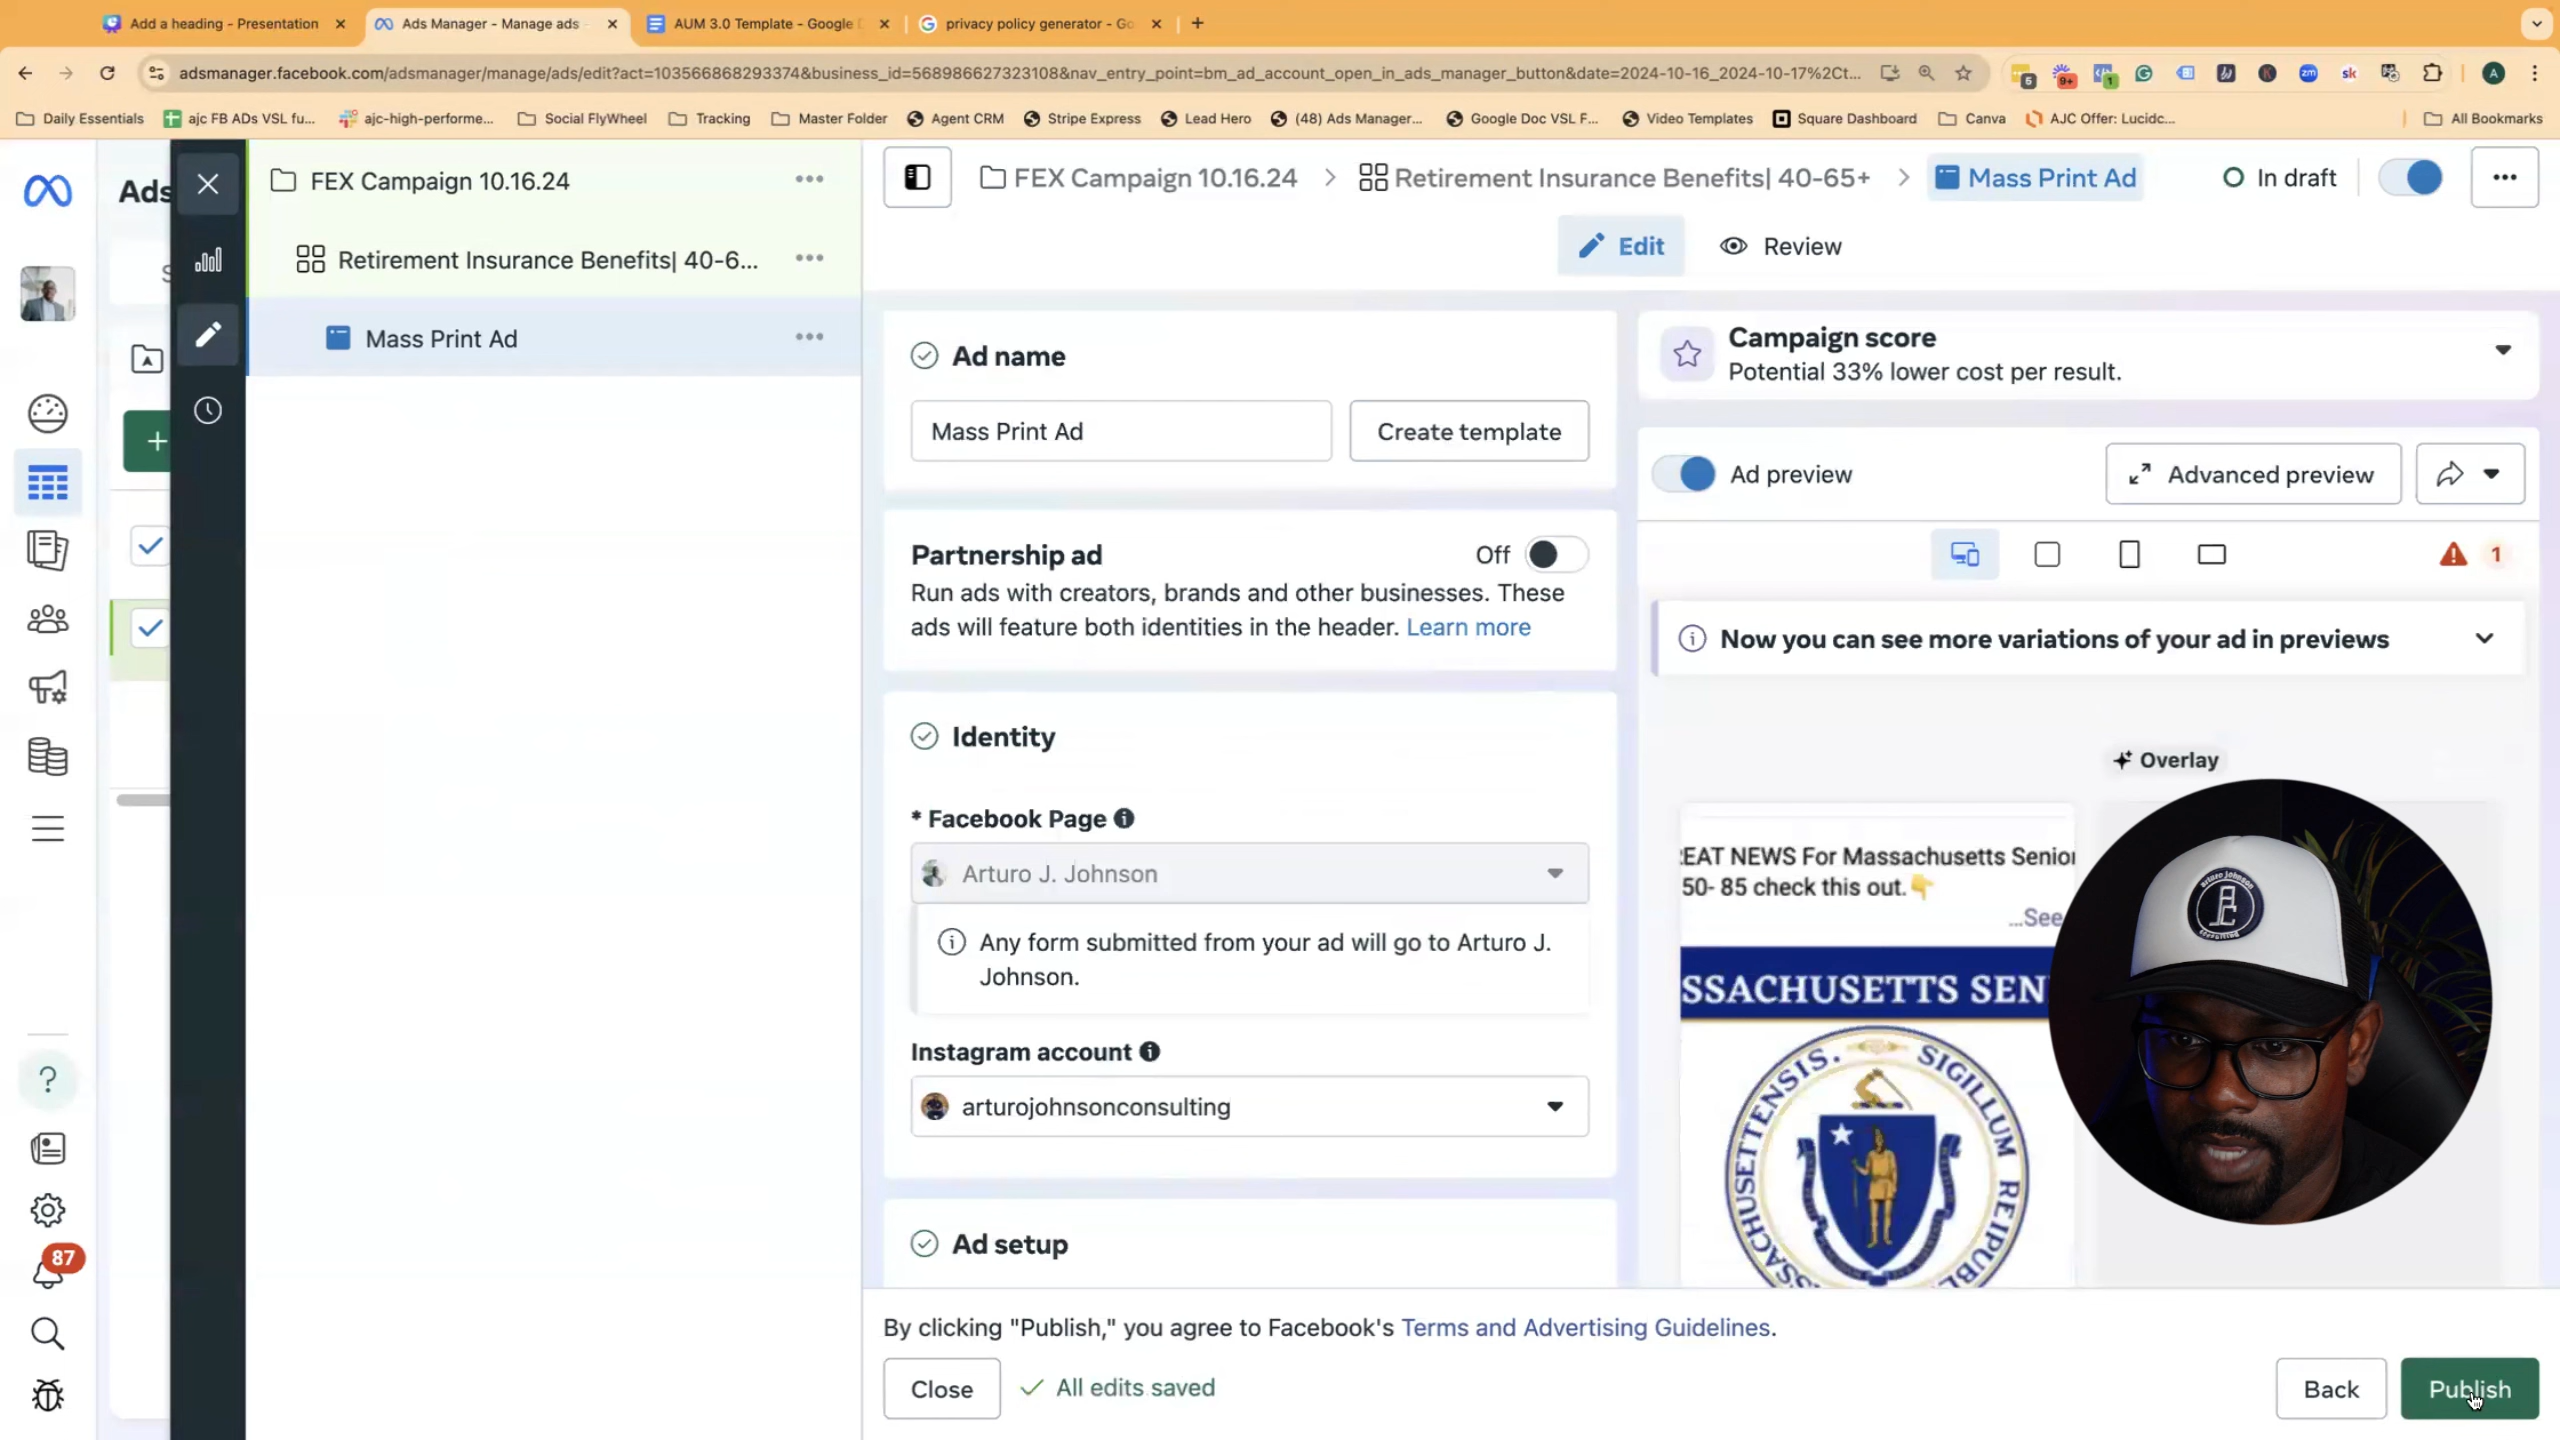 Add a heading - Presentation
Ads Manager - Manage ads
AUM 3.0 Template - Google
privacy policy generator - Go
adsmanager.facebook.com/adsmanager/manage/ads/edit?act=103566868293374&business_id=568986627323108&nav_entry_point=bm_ad_account_open_in_ads_manager_button&date=2024-10-16_2024-10-17%2Ct...
Daily Essentials
ajc FB ADs VSL fu...
ajc-high-performe...
Social FlyWheel
Tracking
Master Folder
Agent CRM
Stripe Express
Lead Hero
(48) Ads Manager...
Google Doc VSL F...
Video Templates
Square Dashboard
Canva
AJC Offer: Lucidc...
All Bookmarks
Ads
FEX Campaign 10.16.24
Retirement Insurance Benefits| 40-6...
Mass Print Ad
FEX Campaign 10.16.24 > Retirement Insurance Benefits| 40-65+ > Mass Print Ad
In draft
Edit
Review
Ad name
Mass Print Ad
Create template
Partnership ad
Off
Run ads with creators, brands and other businesses. These
ads will feature both identities in the header. Learn more
Identity
* Facebook Page
Arturo J. Johnson
Any form submitted from your ad will go to Arturo J.
Johnson.
Instagram account
arturojohnsonconsulting
Ad setup
Campaign score
Potential 33% lower cost per result.
Ad preview
Advanced preview
1
Now you can see more variations of your ad in previews
Overlay
EAT NEWS For Massachusetts Senior
50- 85 check this out.👇
...See
SSACHUSETTS SEN
SIGILLUM REIPUB
MASSACHUSETTENSIS.
87
By clicking "Publish," you agree to Facebook's Terms and Advertising Guidelines.
Close
All edits saved
Back
Publish